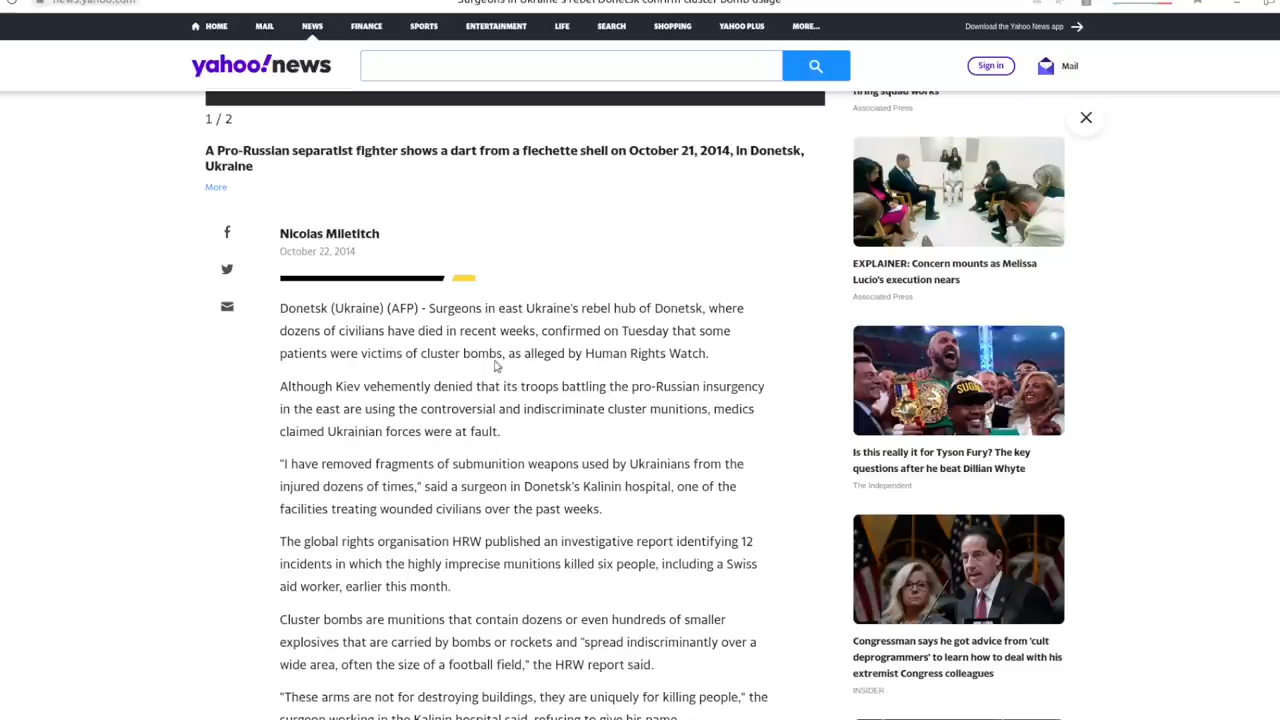 news.yahoo.com
Surgeons in Ukraine's rebel Donetsk confirm cluster bomb usage
HOME MAIL NEWS FINANCE SPORTS ENTERTAINMENT LIFE SEARCH SHOPPING YAHOO PLUS MORE... Download the Yahoo News app
yahoo!news
Sign in
Mail
1 / 2
A Pro-Russian separatist fighter shows a dart from a flechette shell on October 21, 2014, in Donetsk,
Ukraine
More
Nicolas Miletitch
October 22, 2014
Donetsk (Ukraine) (AFP) - Surgeons in east Ukraine's rebel hub of Donetsk, where
dozens of civilians have died in recent weeks, confirmed on Tuesday that some
patients were victims of cluster bombs, as alleged by Human Rights Watch.
Although Kiev vehemently denied that its troops battling the pro-Russian insurgency
in the east are using the controversial and indiscriminate cluster munitions, medics
claimed Ukrainian forces were at fault.
"I have removed fragments of submunition weapons used by Ukrainians from the
injured dozens of times," said a surgeon in Donetsk's Kalinin hospital, one of the
facilities treating wounded civilians over the past weeks.
The global rights organisation HRW published an investigative report identifying 12
incidents in which the highly imprecise munitions killed six people, including a Swiss
aid worker, earlier this month.
Cluster bombs are munitions that contain dozens or even hundreds of smaller
explosives that are carried by bombs or rockets and "spread indiscriminantly over a
wide area, often the size of a football field," the HRW report said.
"These arms are not for destroying buildings, they are uniquely for killing people," the
surgeon working in the Kalinin hospital said, refusing to give his name.
firing squad works
Associated Press
EXPLAINER: Concern mounts as Melissa
Lucio's execution nears
Associated Press
SUGAR
Is this really it for Tyson Fury? The key
questions after he beat Dillian Whyte
The Independent
Congressman says he got advice from 'cult
deprogrammers' to learn how to deal with his
extremist Congress colleagues
INSIDER